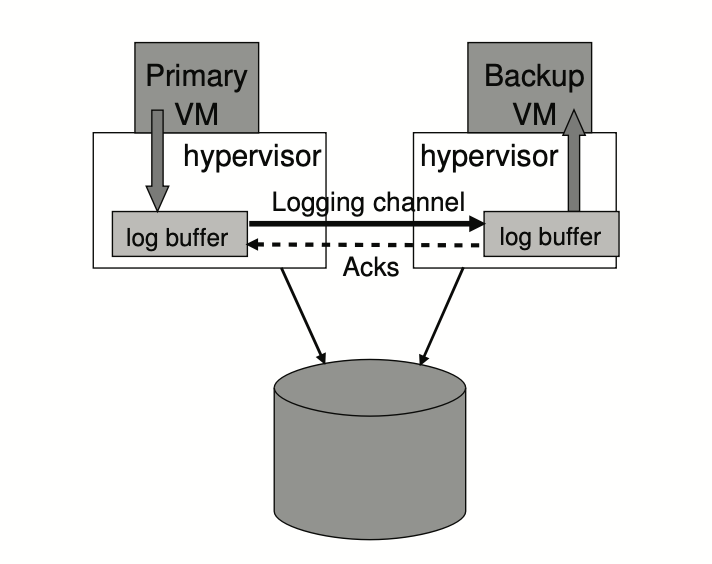 Primary
VM
Backup
VM
hypervisor
hypervisor
Logging channel
log buffer
log buffer
Acks